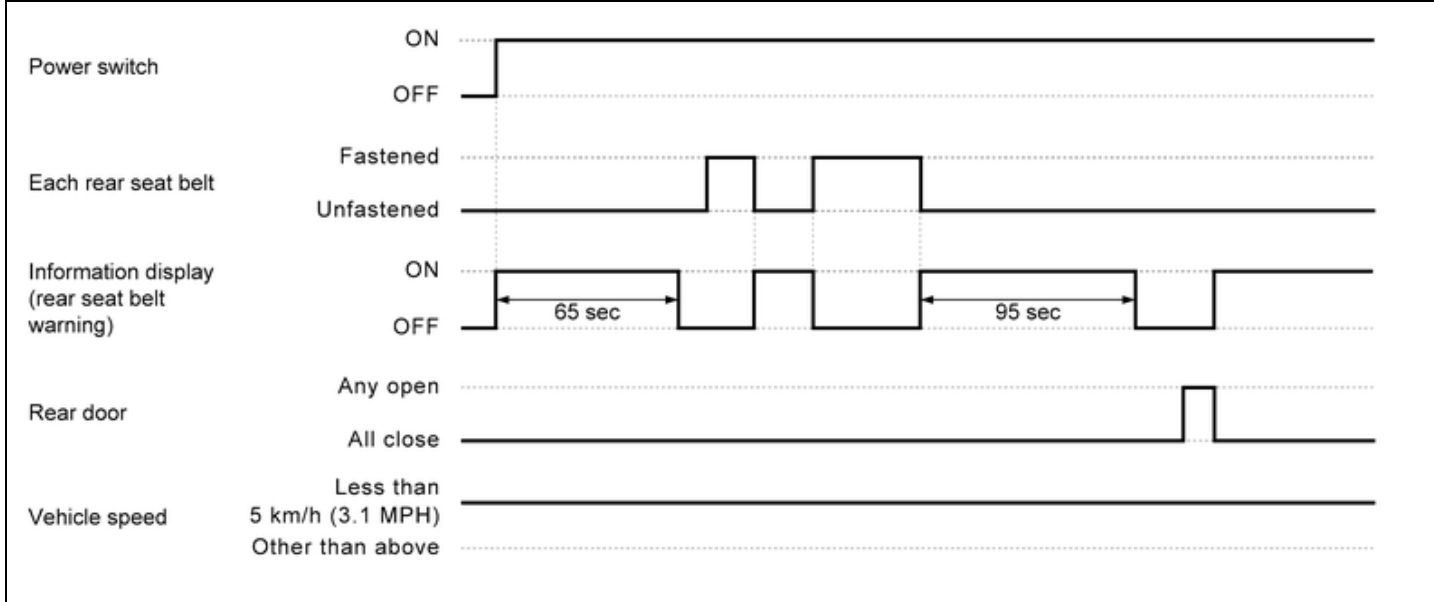 ON
Power switch
OFF
Fastened
Each rear seat belt
Unfastened
Information display
(rear seat belt
warning)
ON
65 sec
95 sec
OFF
Any open
Rear door
All close
Less than
Vehicle speed
5 km/h (3.1 MPH)
Other than above